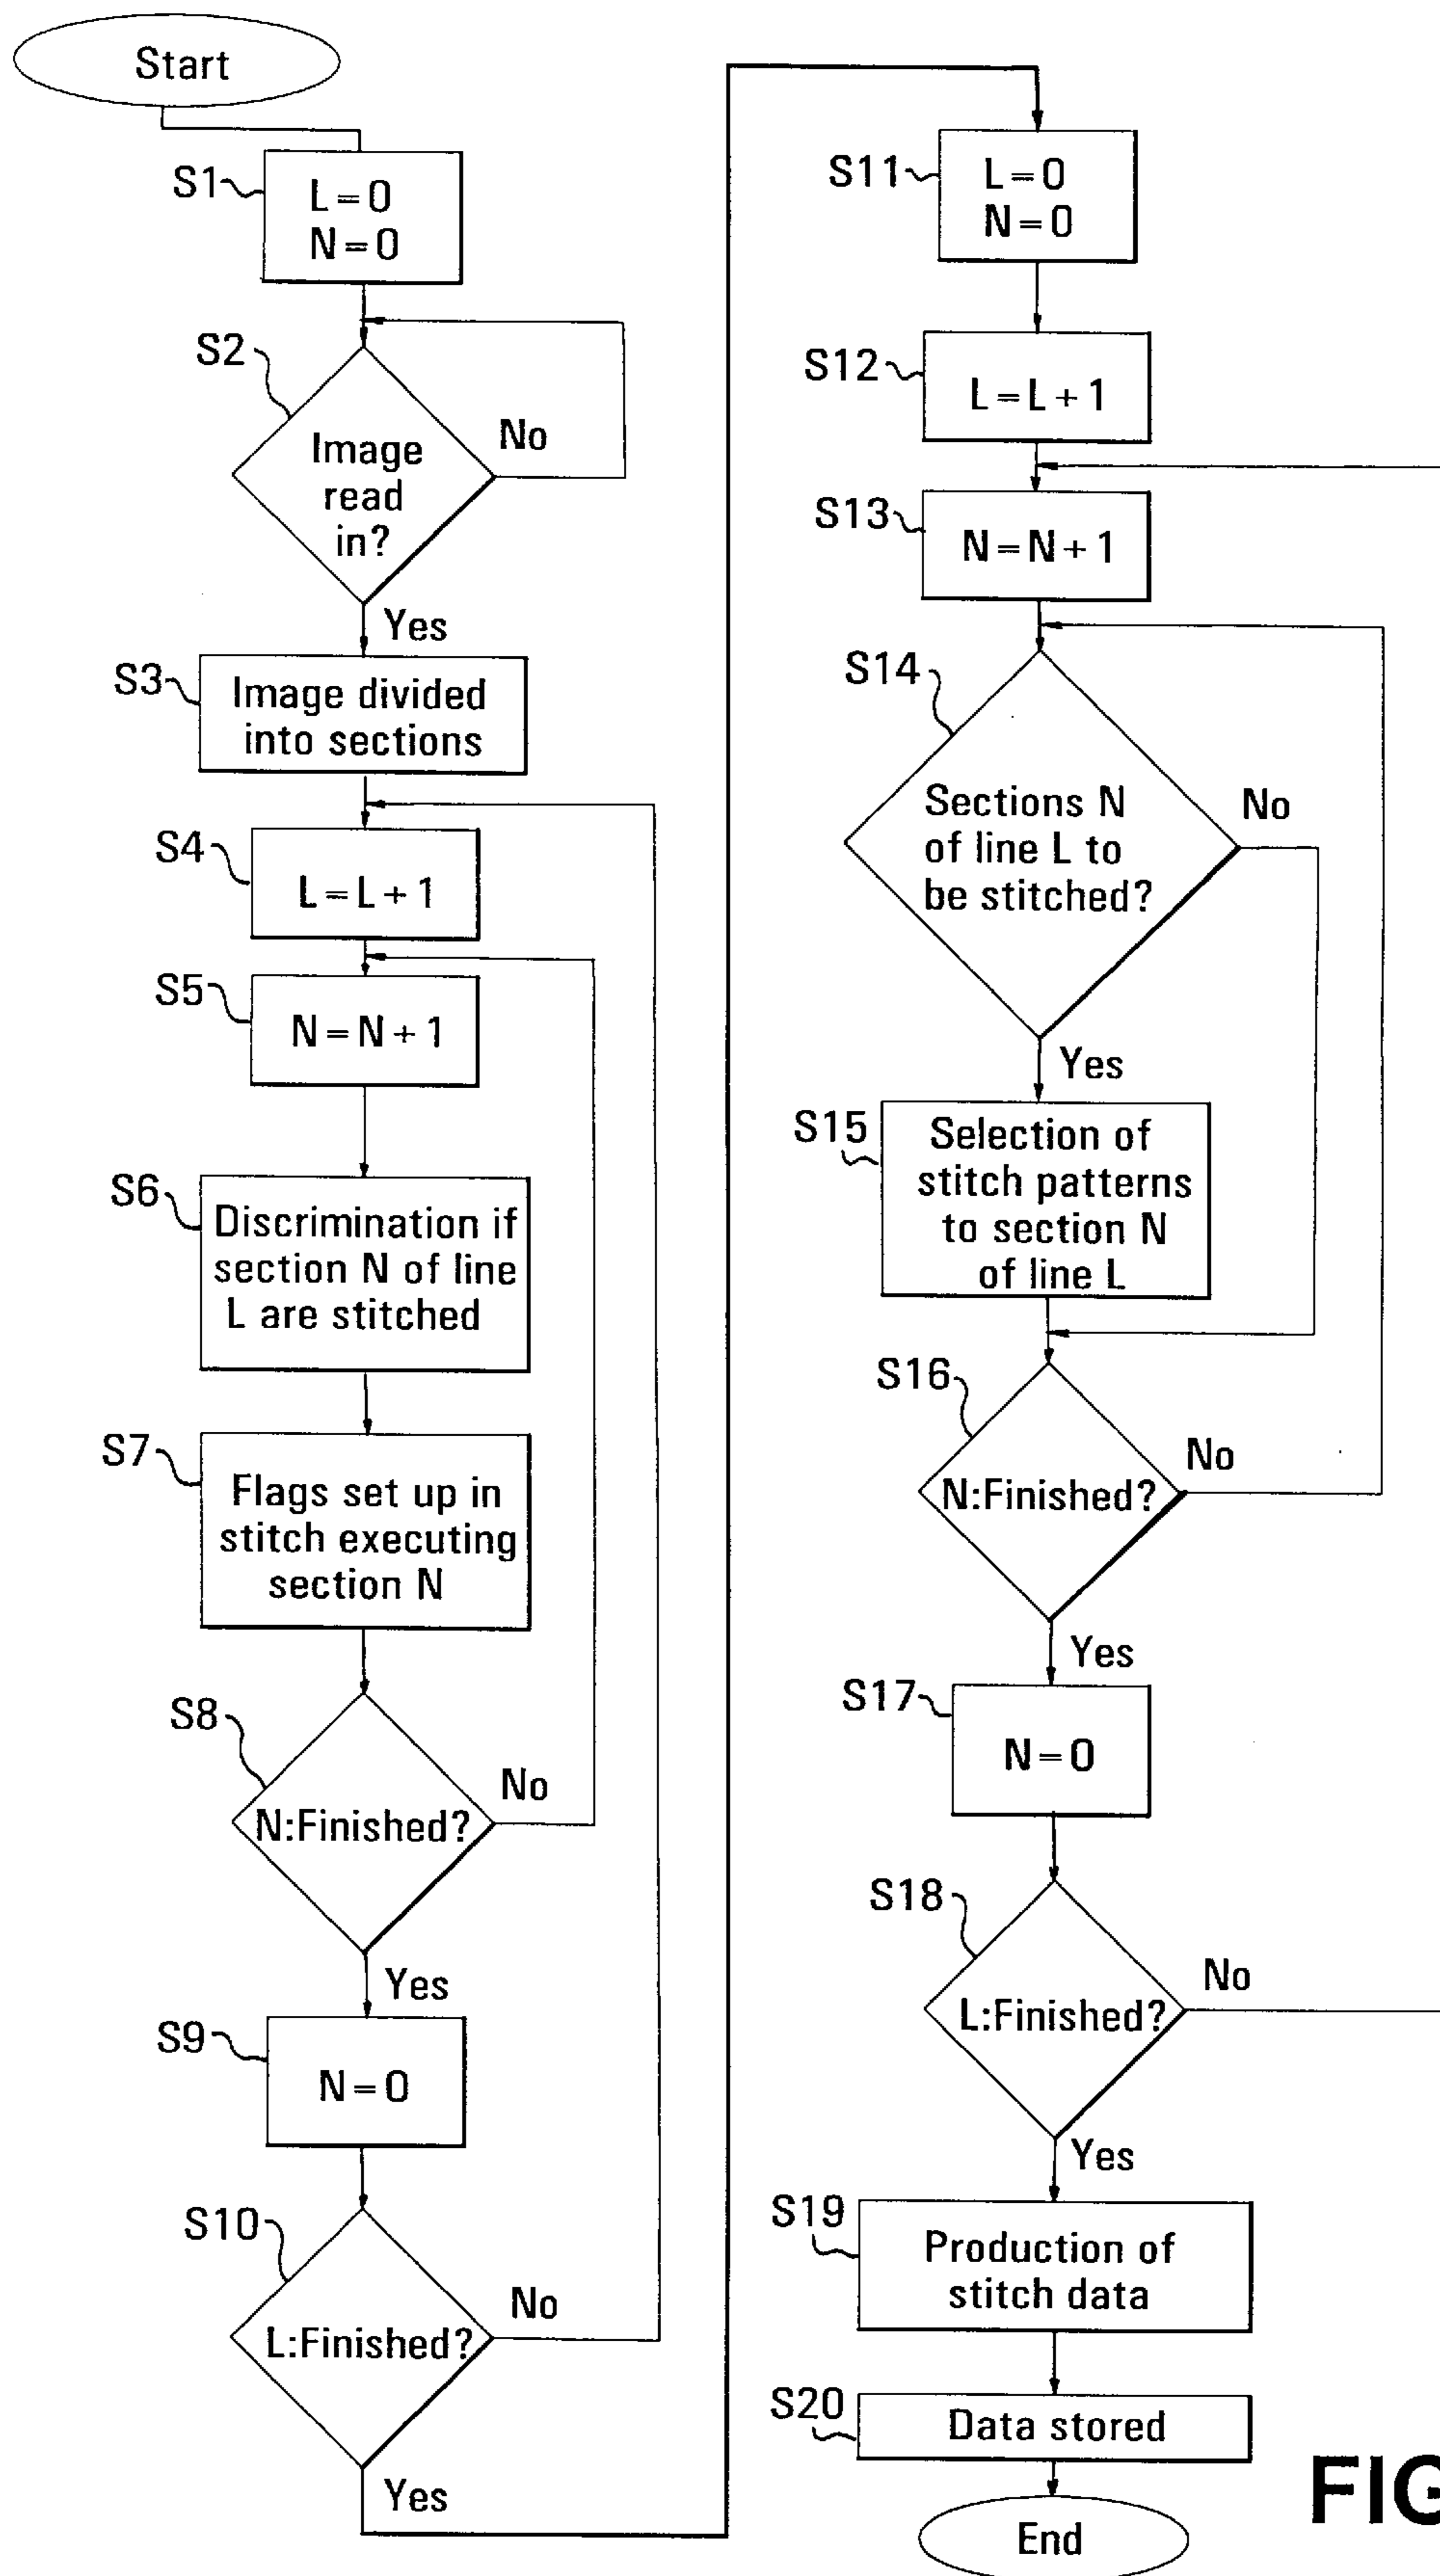 Start
S1
L=0
N=0
S2
Image
read
in?
No
Yes
S3
Image divided
into sections
S4
L=L+1
S5
N=N+1
S6
Discrimination if
section N of line
L are stitched
S7
Flags set up in
stitch executing
section N
S8
N:Finished?
No
Yes
S9
N=0
S10
L:Finished?
No
Yes
S11
L=0
N=0
S12
L=L+1
S13
N=N+1
S14
Sections N
of line L to
be stitched?
No
Yes
S15
Selection of
stitch patterns
to section N
of line L
S16
N:Finished?
No
Yes
S17
N=0
S18
L:Finished?
No
Yes
S19
Production of
stitch data
S20
Data stored
End
FIG